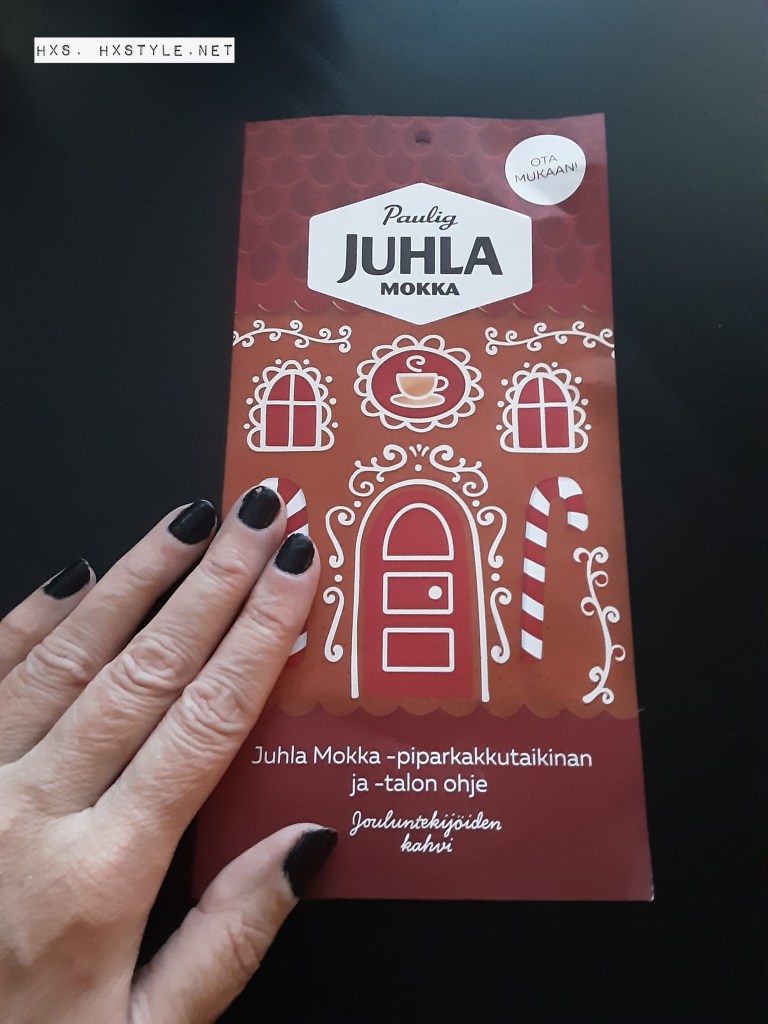 HXS. HXSTYLE.NET
OTA
MUKAAN!
Paulig
JUHLA
MOKKA
Juhla Mokka -piparkakkutaikinan
ja -talon ohje
Jouluntekijöiden
kahvi